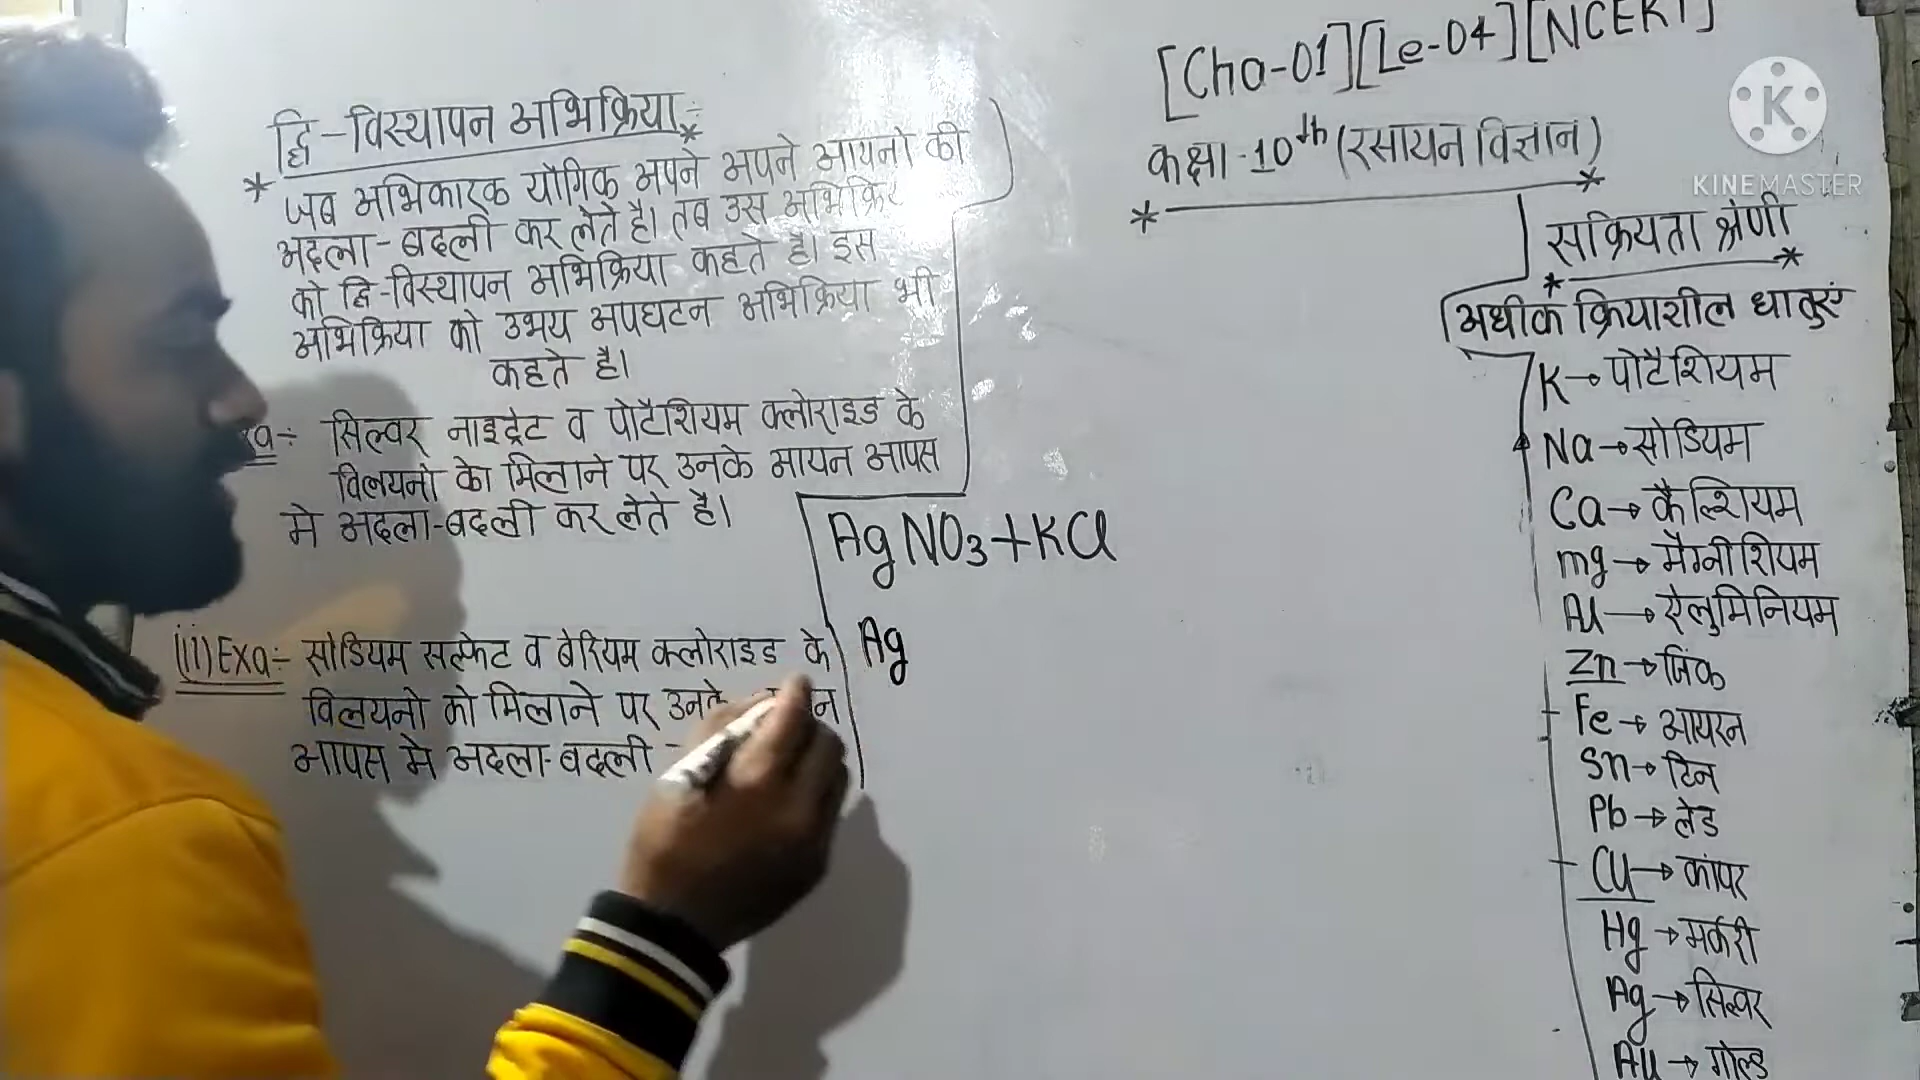 [Cha-01][Le-04][NCERT]
कक्षा-10th (रसायन विज्ञान)
KINEMASTER
द्वि-विस्थापन अभिक्रिया:-
* जब अभिकारक यौगिक अपने अपने आयनो की
अदला-बदली कर लेते है। तब उस
को द्वि-विस्थापन अभिक्रिया कहते है। इस
अभिक्रिया को उभय अपघटन अभिक्रिया भी
कहते है।
सिल्वर नाइट्रेट व पोटैशियम क्लोराइड के
विलयनो को मिलाने पर उनके आयन आपस
मे अदला-बदली कर लेते है।
AgNO3+KCl
Ag
(ii)Exa:- सोडियम सल्फेट व बेरियम क्लोराइड के
विलयनो को मिलाने पर
आपस मे अदला-बदली
सक्रियता श्रेणी
अधीक क्रियाशील धातुएं
K→पोटैशियम
Na→सोडियम
Ca→कैल्शियम
mg→मैग्नीशियम
Al→ऐलुमिनियम
Zn→जिंक
Fe→आयरन
Sn→टिन
Pb→लेड
Cu→कांपर
Hg→मर्करी
Ag→सिल्वर
Au→गोल्ड